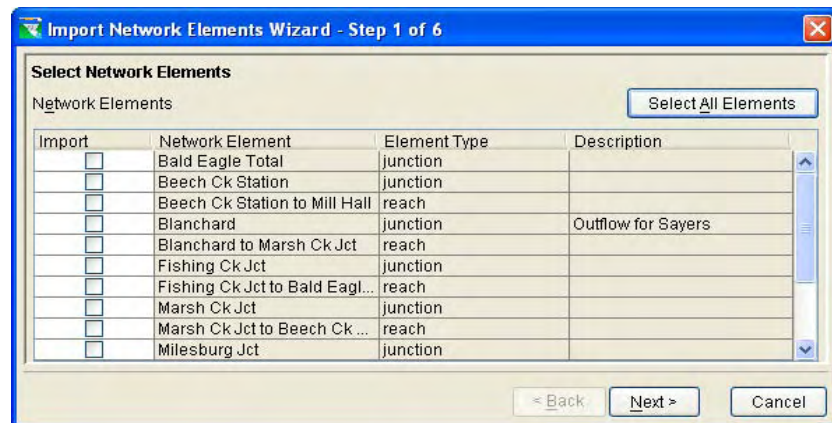 Import Network Elements Wizard - Step 1 of 6
Select Network Elements
Network Elements Select All Elements
Import Network Element Element Type Description
Bald Eagle Total junction
Beech Ck Station junction
Beech Ck Station to Mill Hall reach
Blanchard junction Outflow for Sayers
Blanchard to Marsh Ck Jct reach
Fishing Ck Jct junction
Fishing Ck Jct to Bald Eagl... reach
Marsh Ck Jct junction
Marsh Ck Jct to Beech Ck ... reach
Milesburg Jct junction
< Back Next > Cancel